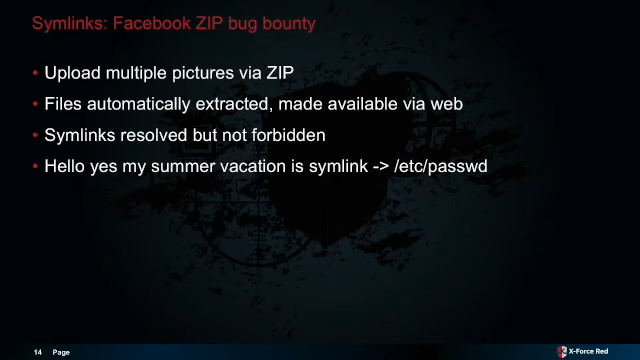 Symlinks: Facebook ZIP bug bounty
• Upload multiple pictures via ZIP
• Files automatically extracted, made available via web
• Symlinks resolved but not forbidden
• Hello yes my summer vacation is symlink -> /etc/passwd
14 Page
X-Force Red